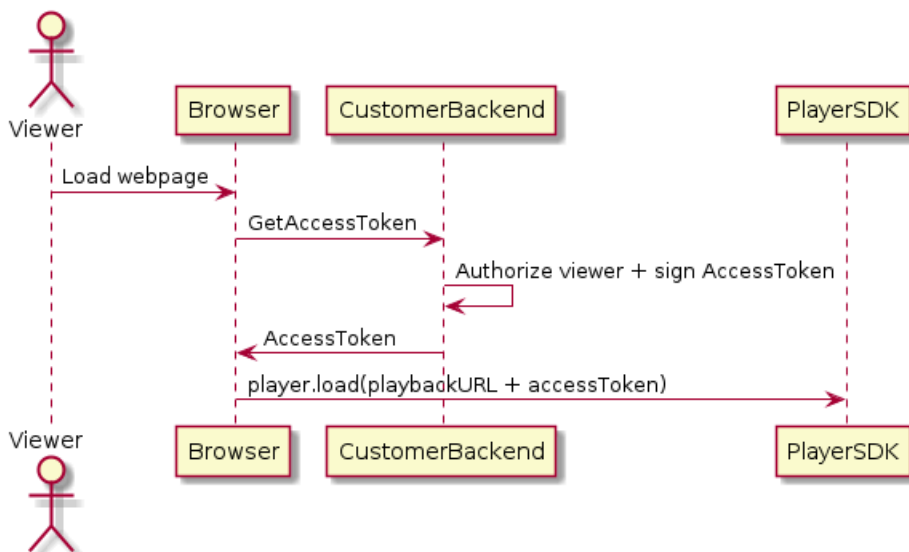 Viewer
Browser
CustomerBackend
PlayerSDK
Load webpage
GetAccessToken
Authorize viewer + sign AccessToken
AccessToken
player.load(playbackURL + accessToken)
Viewer
Browser
CustomerBackend
PlayerSDK